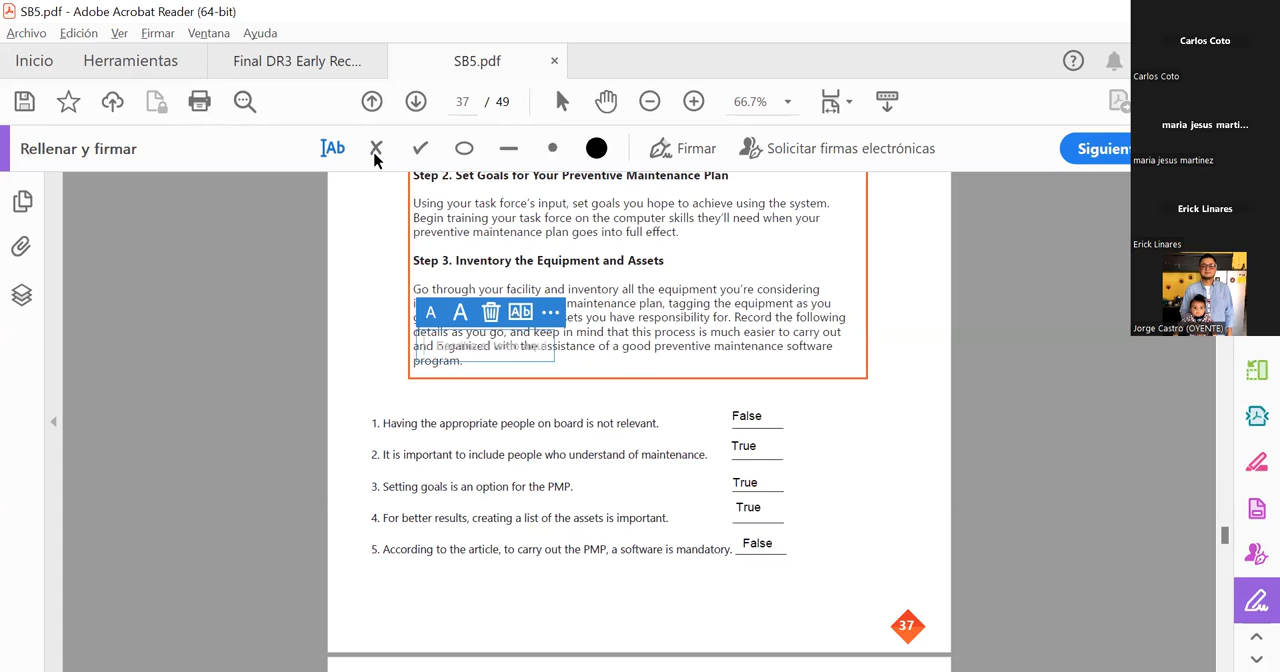 SB5.pdf - Adobe Acrobat Reader (64-bit)
Archivo Edición Ver Firmar Ventana Ayuda
Inicio Herramientas Final DR3 Early Rec... SB5.pdf ×
37 / 49 66.7%
Rellenar y firmar Ab Firmar Solicitar firmas electrónicas Siguien
Carlos Coto
Carlos Coto
maria jesus marti...
maria jesus martinez
Erick Linares
Erick Linares
Jorge Castro (OYENTE)
Step 2. Set Goals for Your Preventive Maintenance Plan
Using your task force's input, set goals you hope to achieve using the system.
Begin training your task force on the computer skills they'll need when your
preventive maintenance plan goes into full effect.
Step 3. Inventory the Equipment and Assets
Go through your facility and inventory all the equipment you're considering
maintenance plan, tagging the equipment as you
A A Ab ...
sets you have responsibility for. Record the following
details as you go, and keep in mind that this process is much easier to carry out
and organized with the assistance of a good preventive maintenance software
program.
1. Having the appropriate people on board is not relevant. False
2. It is important to include people who understand of maintenance. True
3. Setting goals is an option for the PMP. True
4. For better results, creating a list of the assets is important. True
5. According to the article, to carry out the PMP, a software is mandatory. False
37